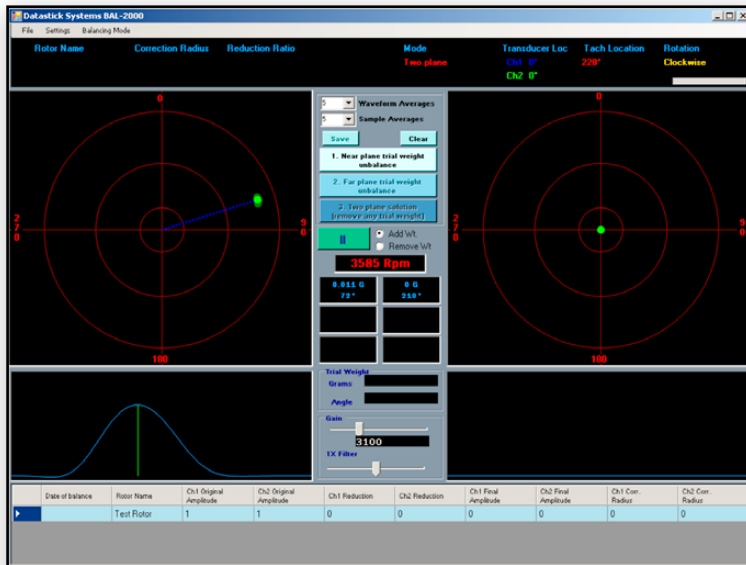 Datastick Systems BAL-2000
File Settings Balancing Mode
Rotor Name Correction Radius Reduction Ratio Mode Transducer Loc Tach Location Rotation
Two plane Ch1 0° 220° Clockwise
Ch2 0°
0 0
270 90 270 90
180 180
5 Waveform Averages
5 Sample Averages
Save Clear
1. Near plane trial weight
unbalance
2. Far plane trial weight
unbalance
3. Two plane solution
(remove any trial weight)
Add Wt.
Remove Wt
3585 Rpm
0.011 G 0 G
72° 210°
Trial Weight
Grams
Angle
Gain
3100
1X Filter
Date of balance Rotor Name Ch1 Original Amplitude Ch2 Original Amplitude Ch1 Reduction Ch2 Reduction Ch1 Final Amplitude Ch2 Final Amplitude Ch1 Corr. Radius Ch2 Corr. Radius
Test Rotor 1 1 0 0 0 0 0 0